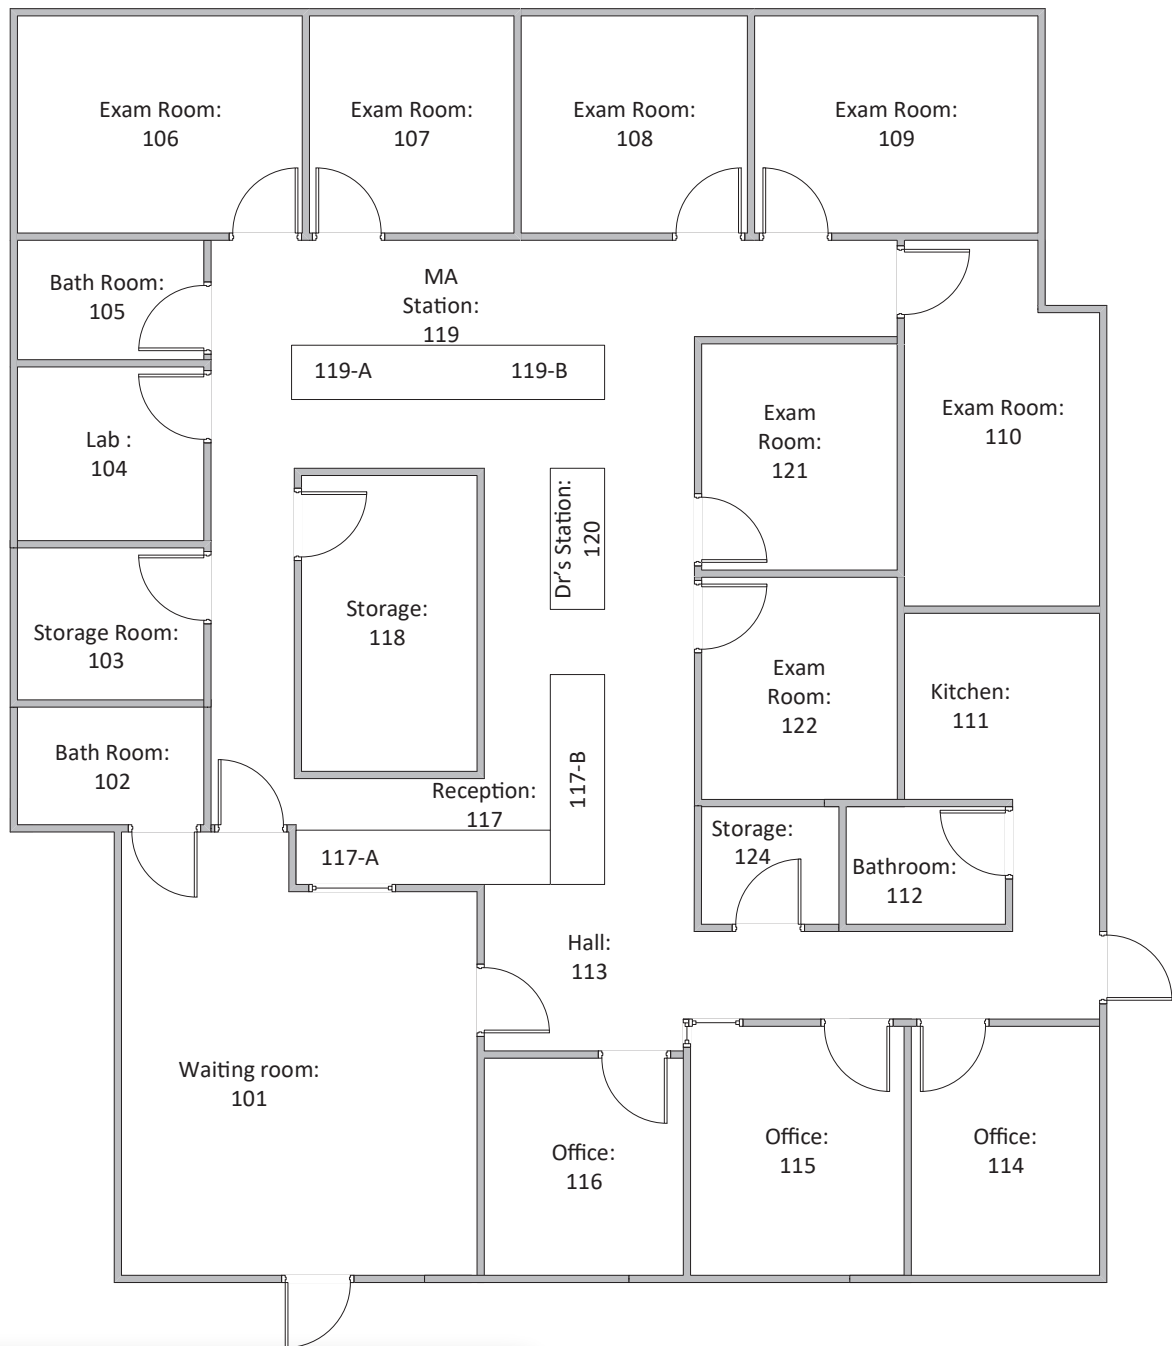 Exam Room:
106
Exam Room:
107
Exam Room:
108
Exam Room:
109
Bath Room:
105
MA
Station:
119
119-A
119-B
Lab :
104
Exam
Room:
121
Exam Room:
110
Dr's Station:
120
Storage Room:
103
Storage:
118
Exam
Room:
122
Kitchen:
111
Bath Room:
102
Reception:
117
117-A
117-B
Storage:
124
Bathroom:
112
Hall:
113
Waiting room:
101
Office:
116
Office:
115
Office:
114